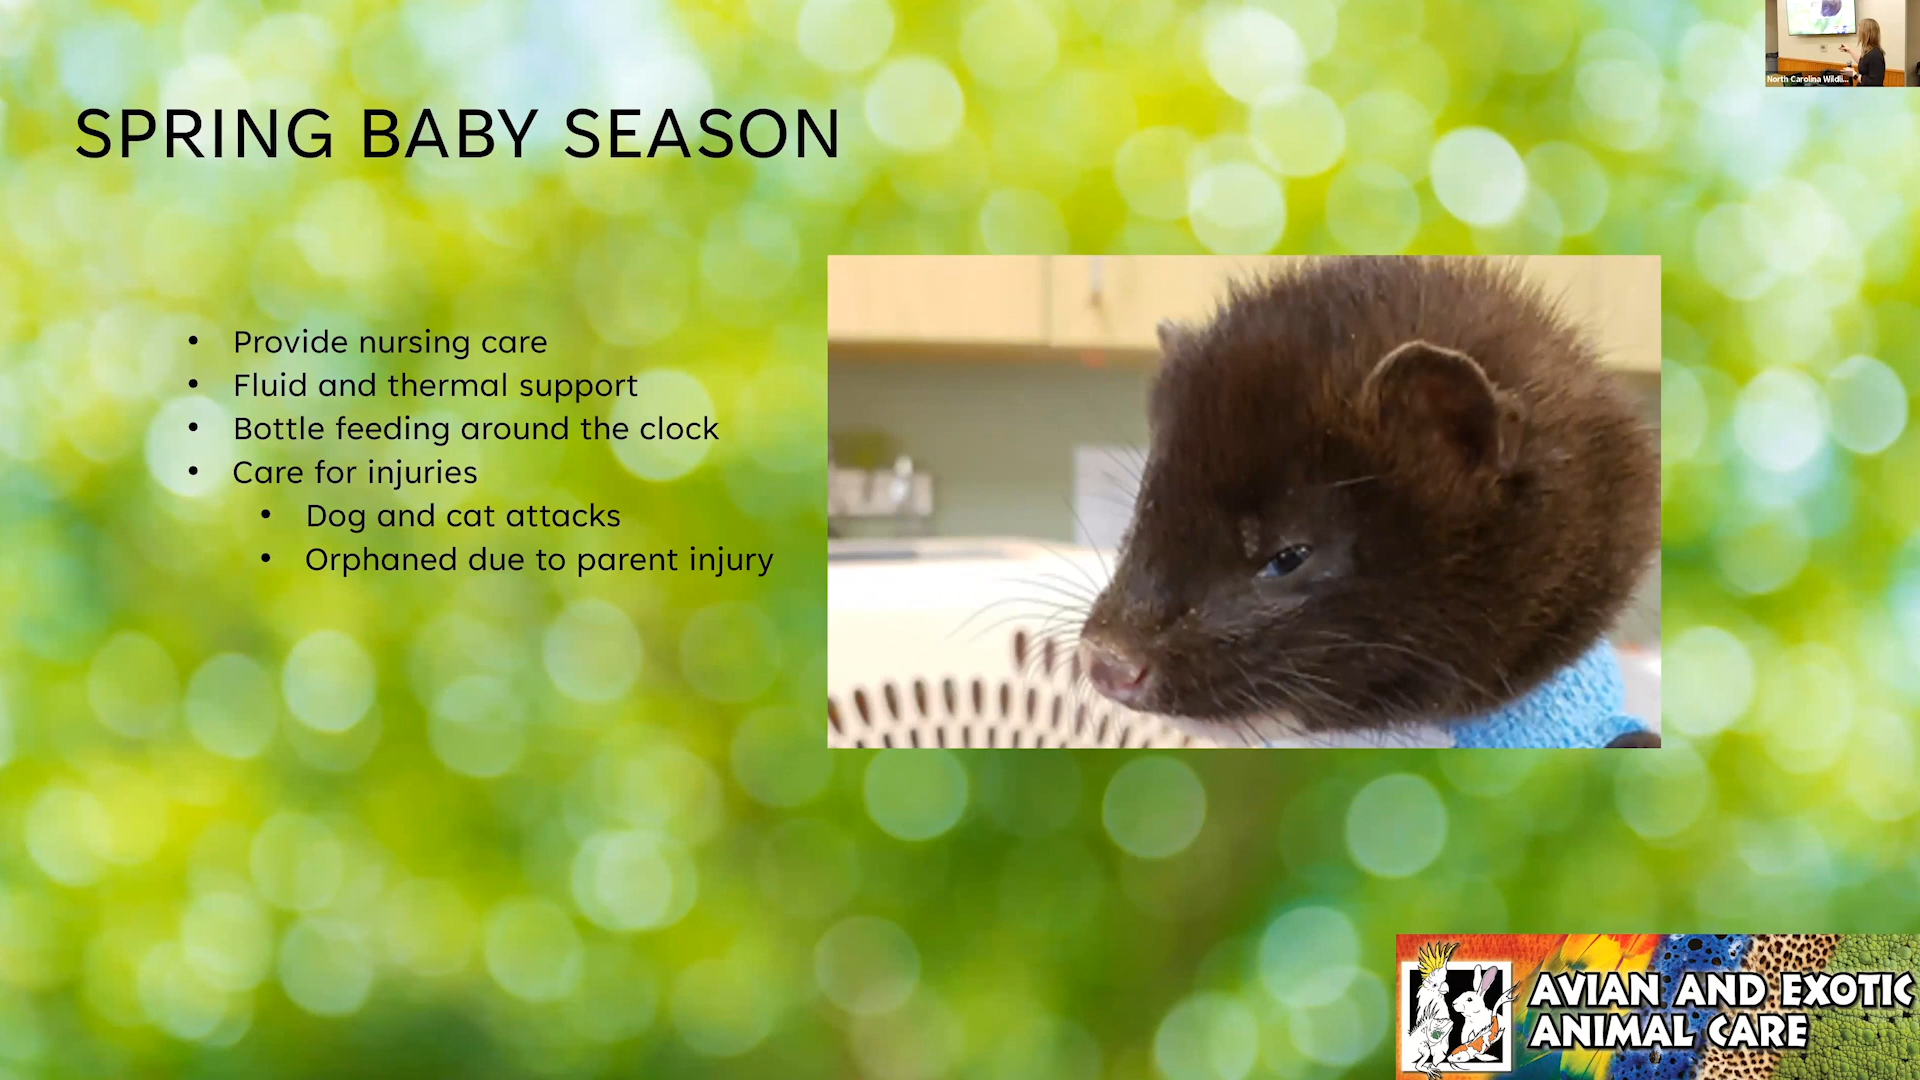 North Carolina Wildli...
SPRING BABY SEASON
• Provide nursing care
• Fluid and thermal support
• Bottle feeding around the clock
• Care for injuries
• Dog and cat attacks
• Orphaned due to parent injury
AVIAN AND EXOTIC
ANIMAL CARE